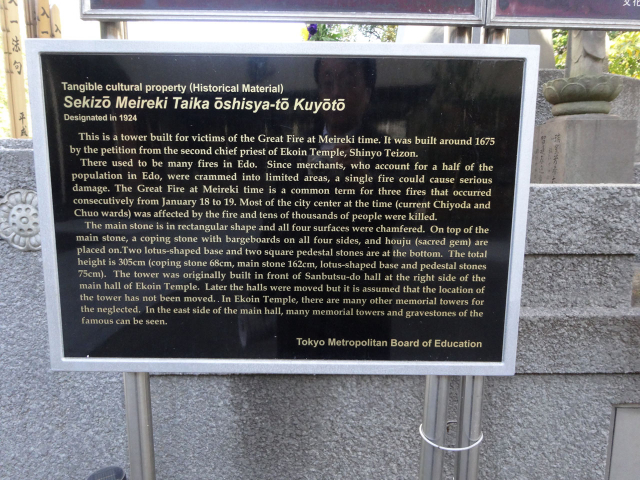 Tangible cultural property (Historical Material)
Sekizō Meireki Taika ōshisya-tō Kuyōtō
Designated in 1924
This is a tower built for victims of the Great Fire at Meireki time. It was built around 1675
by the petition from the second chief priest of Ekoin Temple, Shinyo Teizon.
There used to be many fires in Edo. Since merchants, who account for a half of the
population in Edo, were crammed into limited areas, a single fire could cause serious
damage. The Great Fire at Meireki time is a common term for three fires that occurred
consecutively from January 18 to 19. Most of the city center at the time (current Chiyoda and
Chuo wards) was affected by the fire and tens of thousands of people were killed.
The main stone is in rectangular shape and all four surfaces were chamfered. On top of the
main stone, a coping stone with bargeboards on all four sides, and houju (sacred gem) are
placed on.Two lotus-shaped base and two square pedestal stones are at the bottom. The total
height is 305cm (coping stone 68cm, main stone 162cm, lotus-shaped base and pedestal stones
75cm). The tower was originally built in front of Sanbutsu-do hall at the right side of the
main hall of Ekoin Temple. Later the halls were moved but it is assumed that the location of
the tower has not been moved. In Ekoin Temple, there are many other memorial towers for
the neglected. In the east side of the main hall, many memorial towers and gravestones of the
famous can be seen.
Tokyo Metropolitan Board of Education